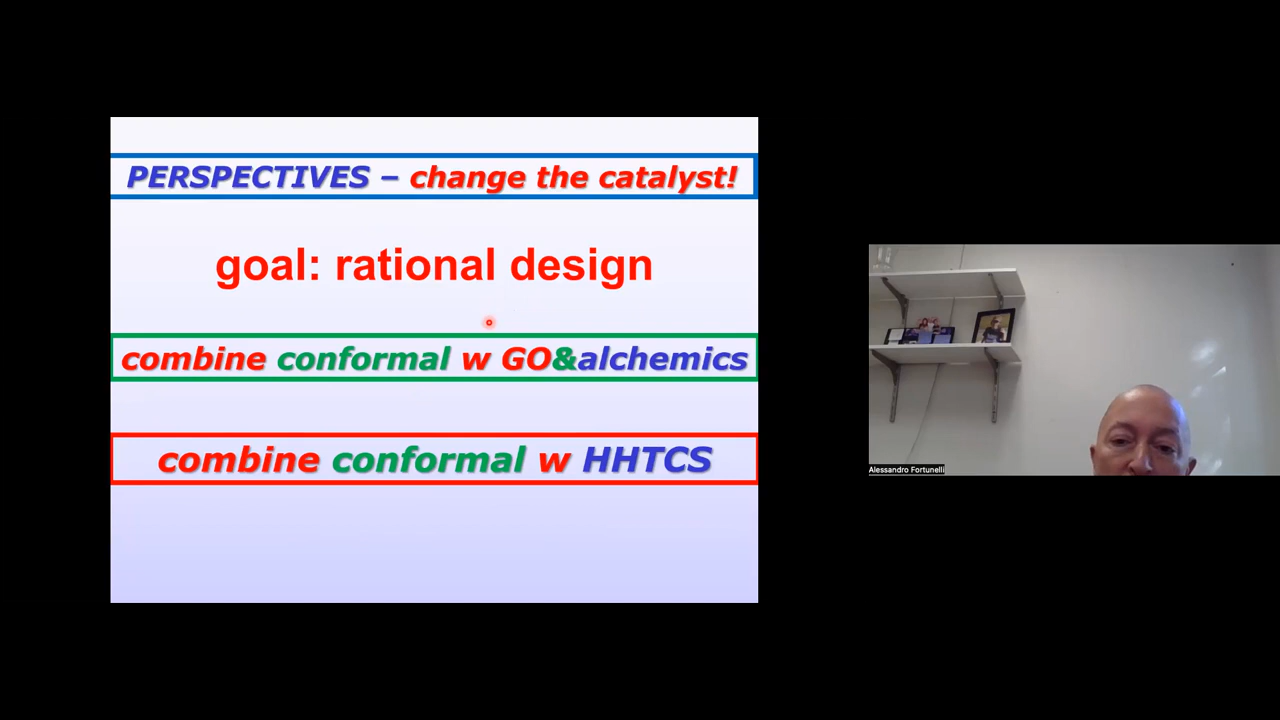 PERSPECTIVES – change the catalyst!
goal: rational design
combine conformal w GO&alchemics
combine conformal w HHTCS
Alessandro Fortunelli